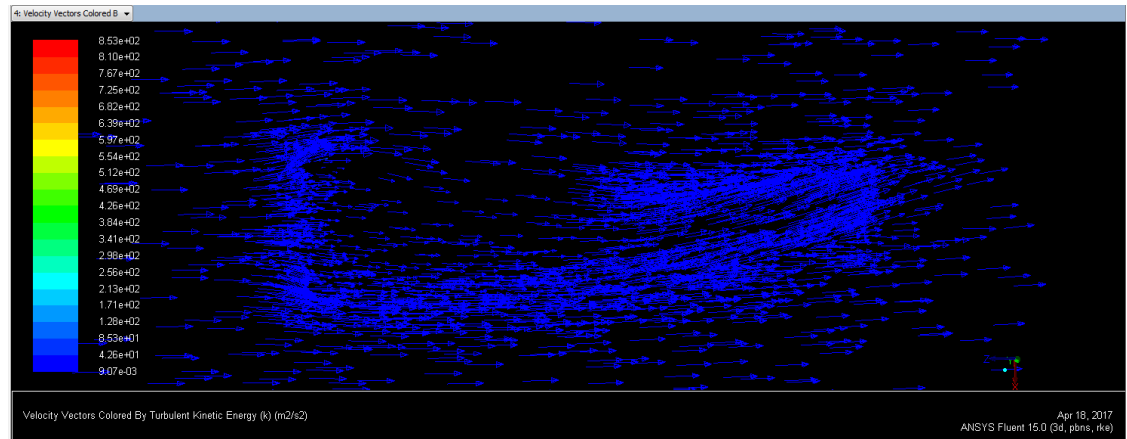 4: Velocity Vectors Colored B
8.53e+02
8.10e+02
7.67e+02
7.25e+02
6.82e+02
6.39e+02
5.97e+02
5.54e+02
5.12e+02
4.69e+02
4.26e+02
3.84e+02
3.41e+02
2.98e+02
2.56e+02
2.13e+02
1.71e+02
1.28e+02
8.53e+01
4.26e+01
9.07e-03
Velocity Vectors Colored By Turbulent Kinetic Energy (k) (m2/s2)
Apr 18, 2017
ANSYS Fluent 15.0 (3d, pbns, rke)